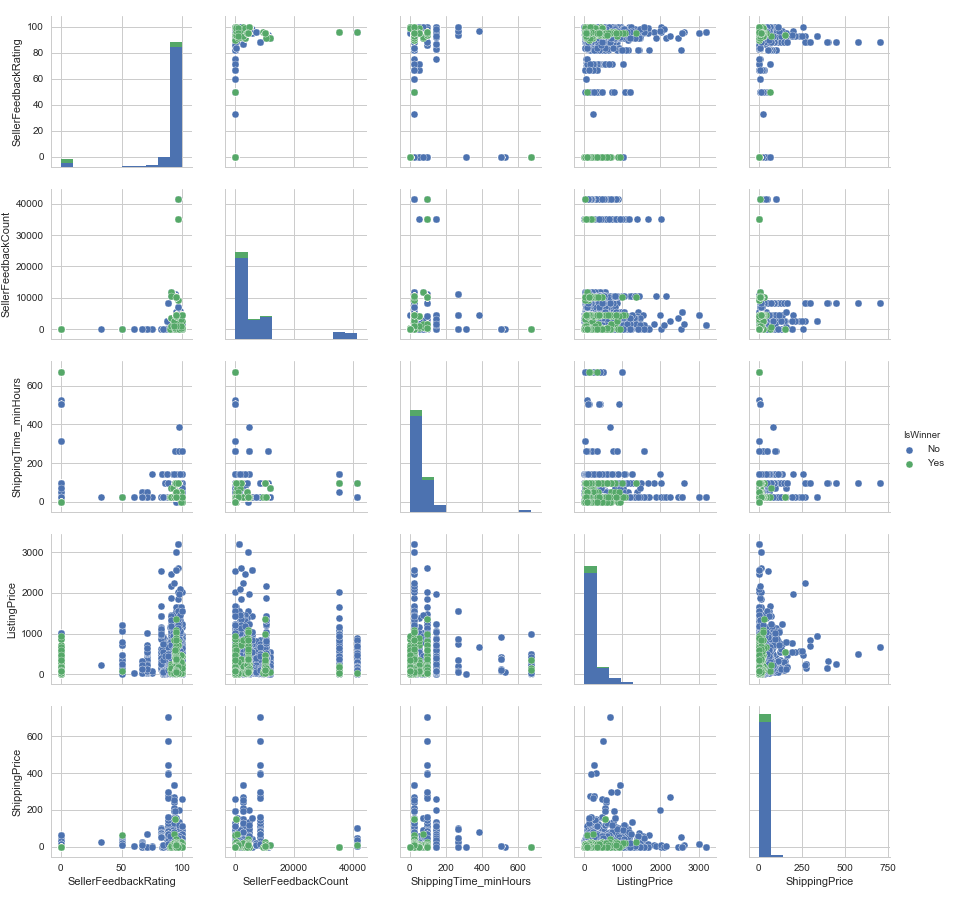 100
80
60
40
20
0
SellerFeedbackRating
40000
30000
20000
10000
0
SellerFeedbackCount
600
400
200
0
ShippingTime_minHours
IsWinner
No
Yes
3000
2000
1000
0
ListingPrice
600
400
200
0
ShippingPrice
0 50 100
0 20000 40000
0 200 400 600
0 1000 2000 3000
0 250 500 750
SellerFeedbackRating
SellerFeedbackCount
ShippingTime_minHours
ListingPrice
ShippingPrice